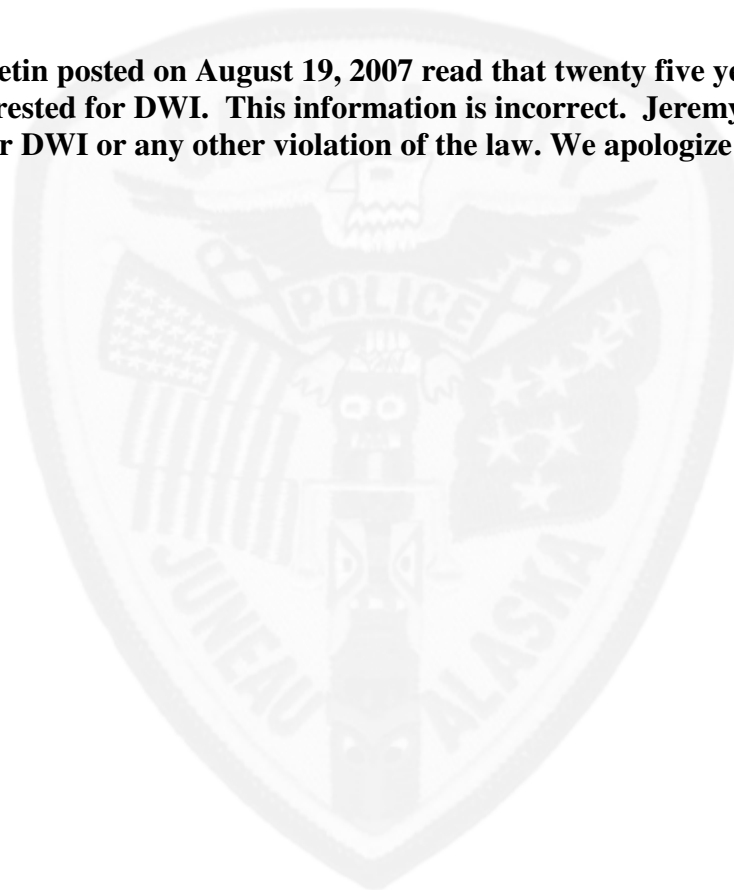 etin posted on August 19, 2007 read that twenty five ye
rested for DWI. This information is incorrect. Jeremy
r DWI or any other violation of the law. We apologize
POLICE
JUNEAU ALASKA